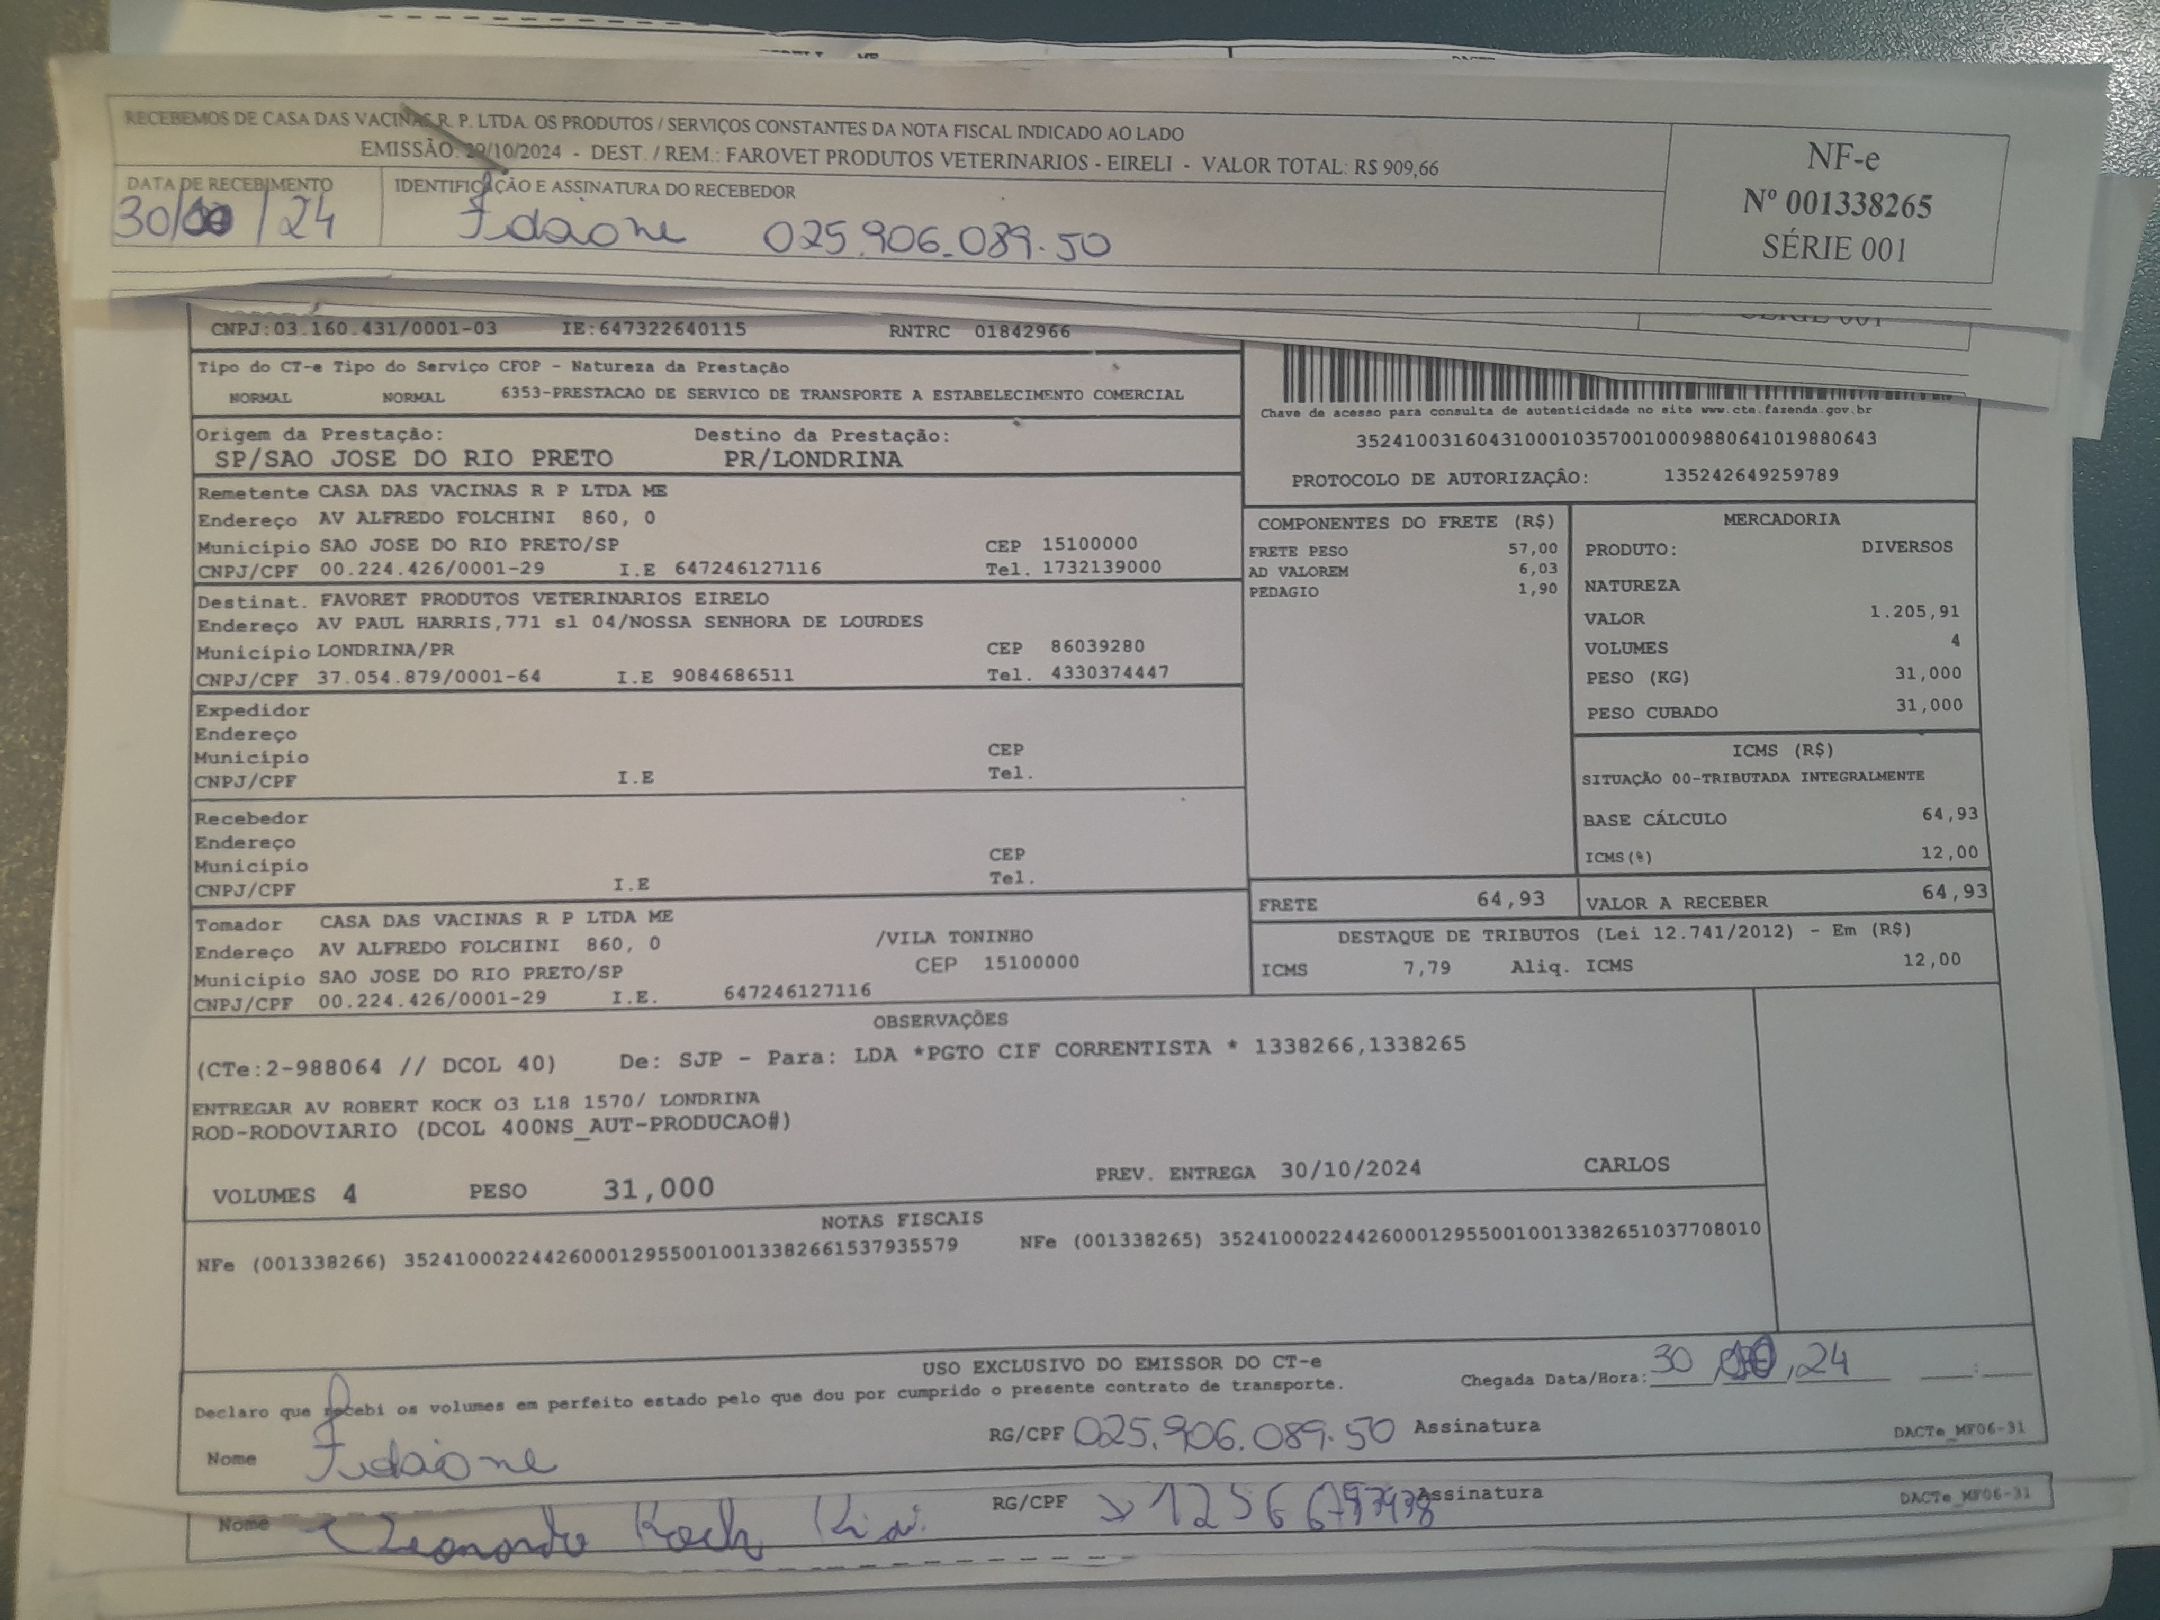 RECEBEMOS DE CASA DAS VACINAS R. P. LTDA. OS PRODUTOS / SERVIÇOS CONSTANTES DA NOTA FISCAL INDICADO AO LADO
EMISSÃO: 29/10/2024 - DEST. / REM.: FAROVET PRODUTOS VETERINARIOS - EIRELI - VALOR TOTAL: R$ 909,66
NF-e
Nº 001338265
SÉRIE 001
DATA DE RECEBIMENTO
30/ /24
IDENTIFICAÇÃO E ASSINATURA DO RECEBEDOR
025.906.089.50
SÉRIE 001
CNPJ:03.160.431/0001-03 IE:647322640115 RNTRC 01842966
Tipo do CT-e Tipo do Serviço CFOP - Natureza da Prestação
NORMAL NORMAL 6353-PRESTACAO DE SERVICO DE TRANSPORTE A ESTABELECIMENTO COMERCIAL
Chave de acesso para consulta de autenticidade no site www.cte.fazenda.gov.br
35241003160431000103570010009880641019880643
PROTOCOLO DE AUTORIZAÇÂO: 135242649259789
Origem da Prestação: Destino da Prestação:
SP/SAO JOSE DO RIO PRETO PR/LONDRINA
Remetente CASA DAS VACINAS R P LTDA ME
Endereço AV ALFREDO FOLCHINI 860, 0
Município SAO JOSE DO RIO PRETO/SP CEP 15100000
CNPJ/CPF 00.224.426/0001-29 I.E 647246127116 Tel. 1732139000
Destinat. FAVORET PRODUTOS VETERINARIOS EIRELO
Endereço AV PAUL HARRIS,771 sl 04/NOSSA SENHORA DE LOURDES
Município LONDRINA/PR CEP 86039280
CNPJ/CPF 37.054.879/0001-64 I.E 9084686511 Tel. 4330374447
Expedidor
Endereço
Município CEP
CNPJ/CPF I.E Tel.
Recebedor
Endereço
Município CEP
CNPJ/CPF I.E Tel.
Tomador CASA DAS VACINAS R P LTDA ME
Endereço AV ALFREDO FOLCHINI 860, 0 /VILA TONINHO
Município SAO JOSE DO RIO PRETO/SP CEP 15100000
CNPJ/CPF 00.224.426/0001-29 I.E. 647246127116
COMPONENTES DO FRETE (R$)
FRETE PESO 57,00
AD VALOREM 6,03
PEDAGIO 1,90
MERCADORIA
PRODUTO: DIVERSOS
NATUREZA
VALOR 1.205,91
VOLUMES 4
PESO (KG) 31,000
PESO CUBADO 31,000
ICMS (R$)
SITUAÇÃO 00-TRIBUTADA INTEGRALMENTE
BASE CÁLCULO 64,93
ICMS(%) 12,00
FRETE 64,93 VALOR A RECEBER 64,93
DESTAQUE DE TRIBUTOS (Lei 12.741/2012) - Em (R$)
ICMS 7,79 Aliq. ICMS 12,00
OBSERVAÇÕES
(CTe:2-988064 // DCOL 40) De: SJP - Para: LDA *PGTO CIF CORRENTISTA * 1338266,1338265
ENTREGAR AV ROBERT KOCK O3 L18 1570/ LONDRINA
ROD-RODOVIARIO (DCOL 400NS_AUT-PRODUCAO#)
VOLUMES 4 PESO 31,000 PREV. ENTREGA 30/10/2024 CARLOS
NOTAS FISCAIS
NFe (001338266) 35241000224426000129550010013382661537935579 NFe (001338265) 35241000224426000129550010013382651037708010
USO EXCLUSIVO DO EMISSOR DO CT-e
Declaro que recebi os volumes em perfeito estado pelo que dou por cumprido o presente contrato de transporte.
Chegada Data/Hora: 30 , ,24 :
Nome RG/CPF 025.906.089.50 Assinatura DACTe_MF06-31
Nome Leonardo Koch RG/CPF Assinatura DACTe_MF06-31